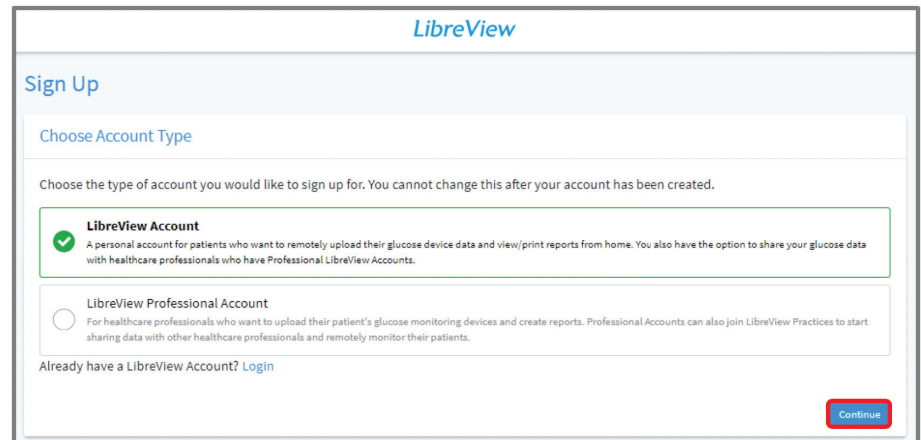 LibreView
Sign Up
Choose Account Type
Choose the type of account you would like to sign up for. You cannot change this after your account has been created.
LibreView Account
A personal account for patients who want to remotely upload their glucose device data and view/print reports from home. You also have the option to share your glucose data
with healthcare professionals who have Professional LibreView Accounts.
LibreView Professional Account
For healthcare professionals who want to upload their patient's glucose monitoring devices and create reports. Professional Accounts can also join LibreView Practices to start
sharing data with other healthcare professionals and remotely monitor their patients.
Already have a LibreView Account? Login
Continue